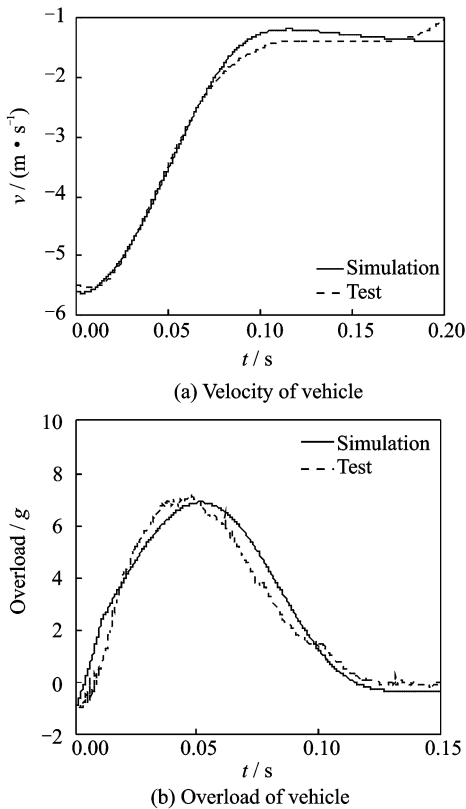 −1
−2
−3
−4
−5
−6
v / (m • s⁻¹)
Simulation
Test
0.00 0.05 0.10 0.15 0.20
t / s
(a) Velocity of vehicle
10
8
6
4
2
0
−2
Overload / g
Simulation
Test
0.00 0.05 0.10 0.15
t / s
(b) Overload of vehicle